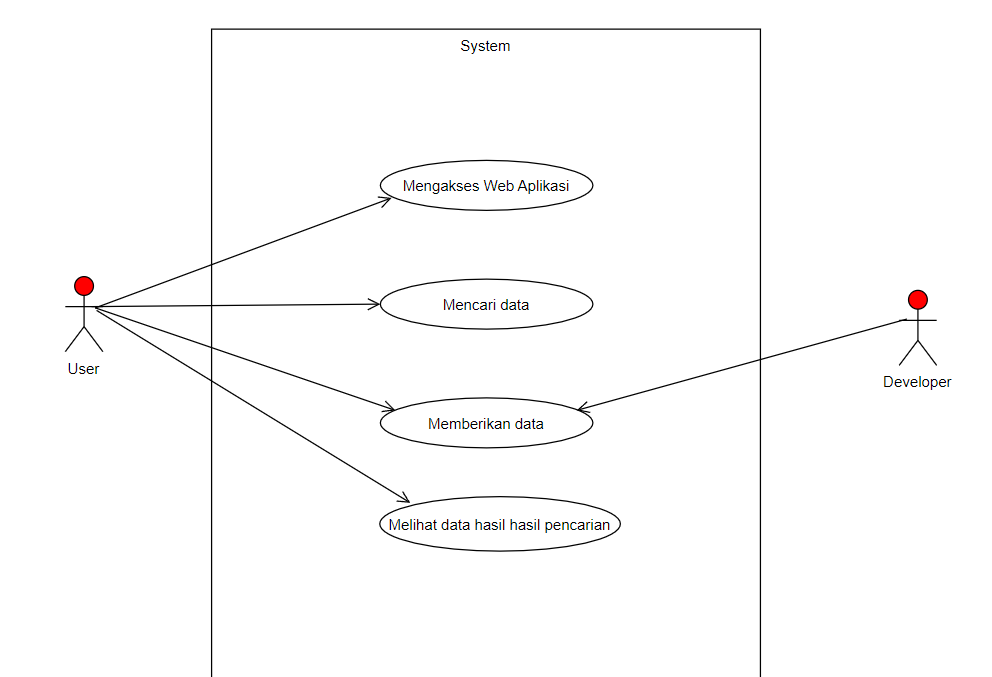 System
Mengakses Web Aplikasi
Mencari data
User
Developer
Memberikan data
Melihat data hasil hasil pencarian